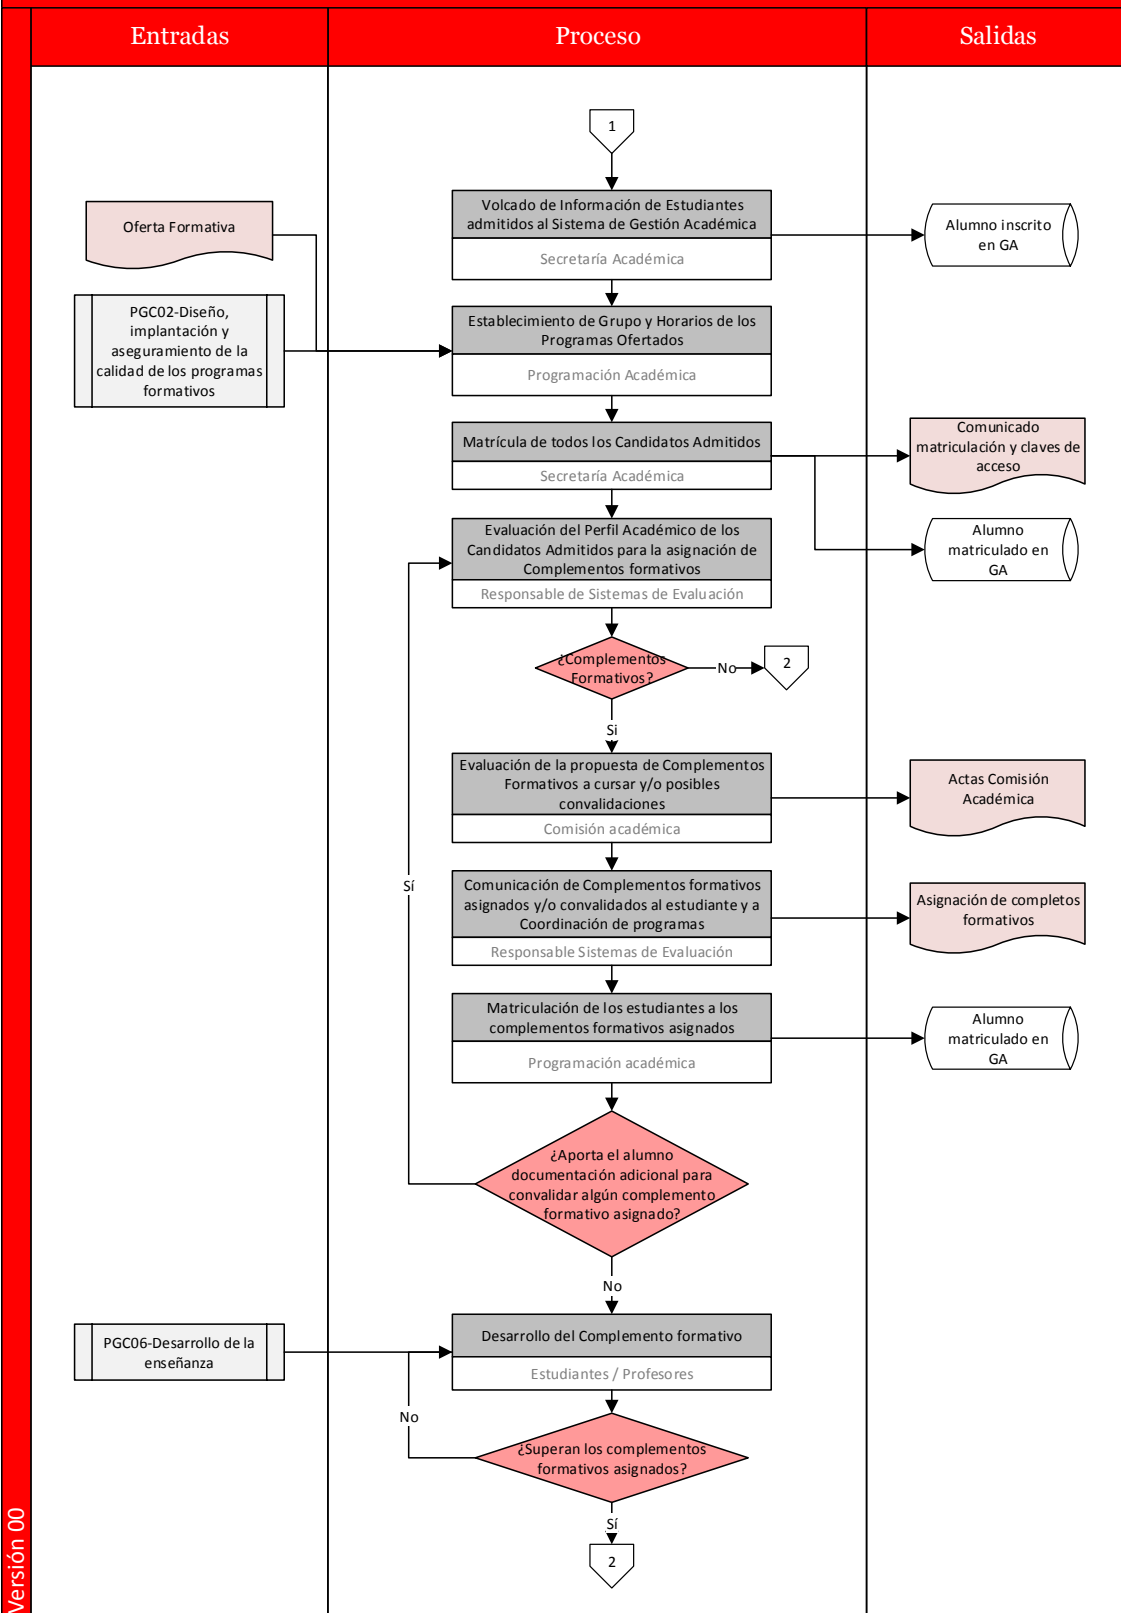 Entradas
Proceso
Salidas
1
Volcado de Información de Estudiantes
admitidos al Sistema de Gestión Académica
Secretaría Académica
Oferta Formativa
Alumno inscrito
en GA
PGC02-Diseño,
implantación y
aseguramiento de la
calidad de los programas
formativos
Establecimiento de Grupo y Horarios de los
Programas Ofertados
Programación Académica
Matrícula de todos los Candidatos Admitidos
Secretaría Académica
Comunicado
matriculación y claves de
acceso
Evaluación del Perfil Académico de los
Candidatos Admitidos para la asignación de
Complementos formativos
Responsable de Sistemas de Evaluación
Alumno
matriculado en
GA
¿Complementos
Formativos?
No
2
Si
Evaluación de la propuesta de Complementos
Formativos a cursar y/o posibles
convalidaciones
Comisión académica
Actas Comisión
Académica
Sí
Comunicación de Complementos formativos
asignados y/o convalidados al estudiante y a
Coordinación de programas
Responsable Sistemas de Evaluación
Asignación de completos
formativos
Matriculación de los estudiantes a los
complementos formativos asignados
Programación académica
Alumno
matriculado en
GA
¿Aporta el alumno
documentación adicional para
convalidar algún complemento
formativo asignado?
No
PGC06-Desarrollo de la
enseñanza
Desarrollo del Complemento formativo
Estudiantes / Profesores
No
¿Superan los complementos
formativos asignados?
Sí
2
Versión 00